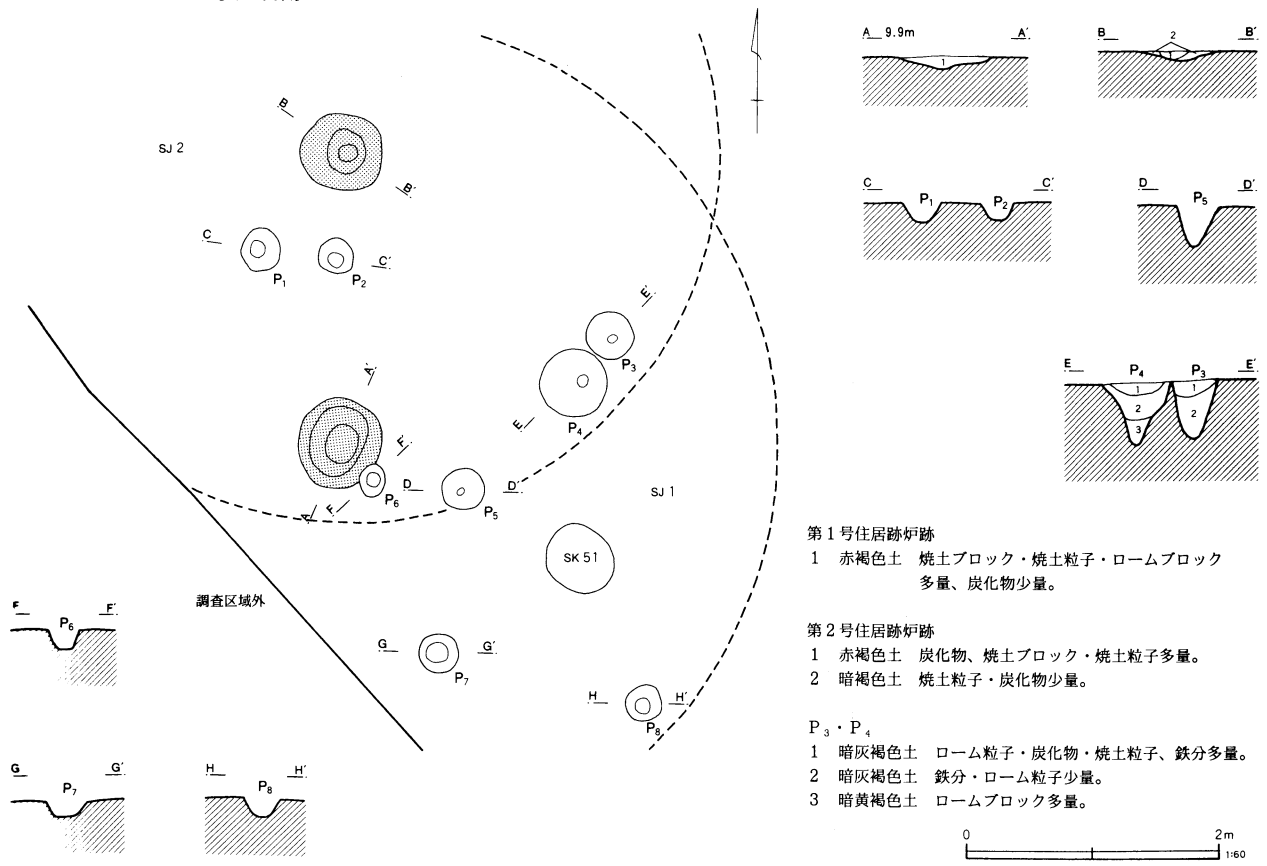 A 9.9m A′
1
B 2 B′
1
B
SJ 2
B′
C P1 P2 C′
D P5 D′
C
C′
P1
P2
E′
P3
E P4 P3 E′
1 1
2 2
3
A′
E
P4
F′
D D′
P6
P5
A
F
SJ 1
SK 51
第1号住居跡炉跡
1 赤褐色土 焼土ブロック・焼土粒子・ロームブロック
多量、炭化物少量。
調査区域外
F F′
P6
第2号住居跡炉跡
1 赤褐色土 炭化物、焼土ブロック・焼土粒子多量。
2 暗褐色土 焼土粒子・炭化物少量。
G G′
P7
H H′
P8
P3・P4
1 暗灰褐色土 ローム粒子・炭化物・焼土粒子、鉄分多量。
2 暗灰褐色土 鉄分・ローム粒子少量。
3 暗黄褐色土 ロームブロック多量。
G G′
P7
H H′
P8
0 2m
1:60